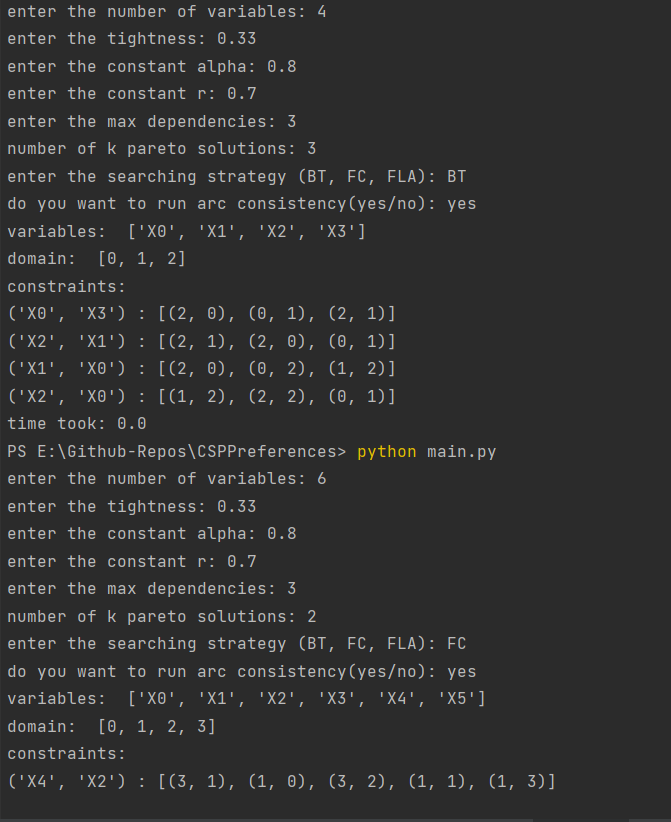 enter the number of variables: 4
enter the tightness: 0.33
enter the constant alpha: 0.8
enter the constant r: 0.7
enter the max dependencies: 3
number of k pareto solutions: 3
enter the searching strategy (BT, FC, FLA): BT
do you want to run arc consistency(yes/no): yes
variables:  ['X0', 'X1', 'X2', 'X3']
domain:  [0, 1, 2]
constraints:
('X0', 'X3') : [(2, 0), (0, 1), (2, 1)]
('X2', 'X1') : [(2, 1), (2, 0), (0, 1)]
('X1', 'X0') : [(2, 0), (0, 2), (1, 2)]
('X2', 'X0') : [(1, 2), (2, 2), (0, 1)]
time took: 0.0
PS E:\Github-Repos\CSPPreferences> python main.py
enter the number of variables: 6
enter the tightness: 0.33
enter the constant alpha: 0.8
enter the constant r: 0.7
enter the max dependencies: 3
number of k pareto solutions: 2
enter the searching strategy (BT, FC, FLA): FC
do you want to run arc consistency(yes/no): yes
variables:  ['X0', 'X1', 'X2', 'X3', 'X4', 'X5']
domain:  [0, 1, 2, 3]
constraints:
('X4', 'X2') : [(3, 1), (1, 0), (3, 2), (1, 1), (1, 3)]